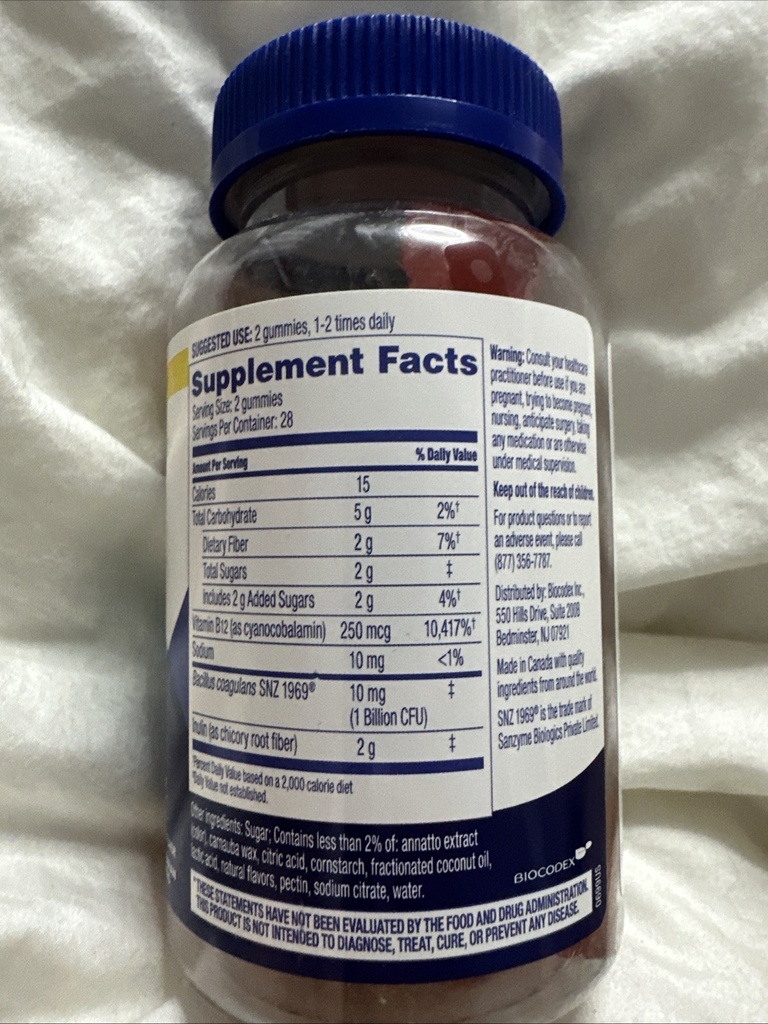 SUGGESTED USE: 2 gummies, 1-2 times daily
Supplement Facts
Serving Size: 2 gummies
Servings Per Container: 28
Amount Per Serving % Daily Value
Calories 15
Total Carbohydrate 5 g 2%†
Dietary Fiber 2 g 7%†
Total Sugars 2 g ‡
Includes 2 g Added Sugars 2 g 4%†
Vitamin B12 (as cyanocobalamin) 250 mcg 10,417%†
Sodium 10 mg <1%
Bacillus coagulans SNZ 1969® 10 mg ‡
(1 Billion CFU)
Inulin (as chicory root fiber) 2 g ‡
†Percent Daily Value based on a 2,000 calorie diet
‡Daily Value not established.
Other ingredients: Sugar; Contains less than 2% of: annatto extract
(color), carnauba wax, citric acid, cornstarch, fractionated coconut oil,
lactic acid, natural flavors, pectin, sodium citrate, water.
*THESE STATEMENTS HAVE NOT BEEN EVALUATED BY THE FOOD AND DRUG ADMINISTRATION.
THIS PRODUCT IS NOT INTENDED TO DIAGNOSE, TREAT, CURE, OR PREVENT ANY DISEASE.
Warning: Consult your healthcare
practitioner before use if you are
pregnant, trying to become pregnant,
nursing, anticipate surgery, taking
any medication or are otherwise
under medical supervision.
Keep out of the reach of children.
For product questions or to report
an adverse event, please call
(877) 356-7787.
Distributed by: Biocodex Inc.,
550 Hills Drive, Suite 200B
Bedminster, NJ 07921
Made in Canada with quality
ingredients from around the world.
SNZ 1969® is the trade mark of
Sanzyme Biologics Private Limited.
BIOCODEX